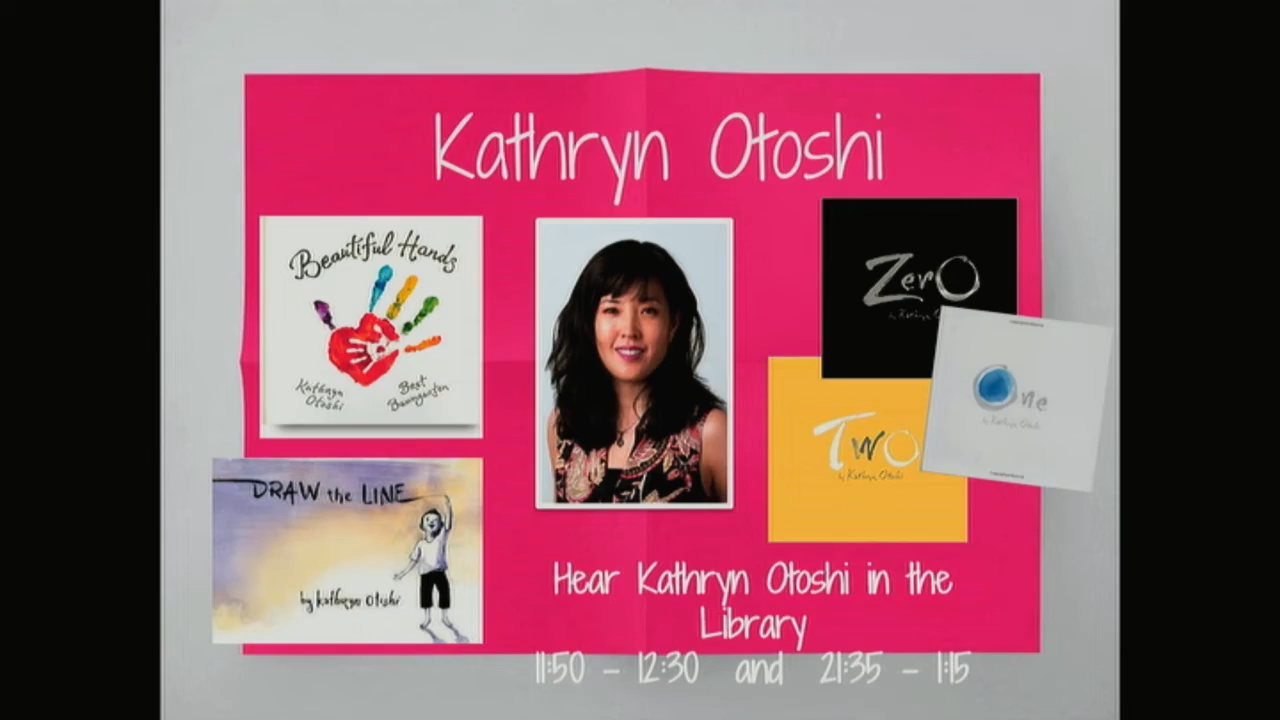 Kathryn Otoshi
Beautiful Hands
Kathryn
Otoshi
Bret
Baumgarten
Zero
by Kathryn
One
by Kathryn Otoshi
Two
by Kathryn Otoshi
DRAW the LINE
by kathryn otoshi
Hear Kathryn Otoshi in the
Library
11:50 - 12:30 and 21:35 - 1:15